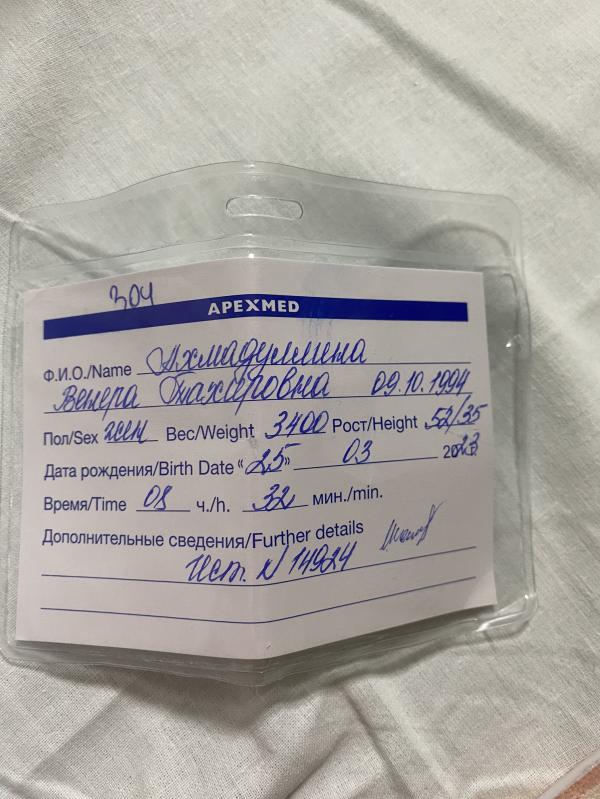 304
APEXMED
Ф.И.О./Name Ахмадуллина
Венера Тахировна 09.10.1994
Пол/Sex жен Вес/Weight 3400 Рост/Height 52/35
Дата рождения/Birth Date "25" 03 2023
Время/Time 08 ч./h. 32 мин./min.
Дополнительные сведения/Further details
Ист. N 14924